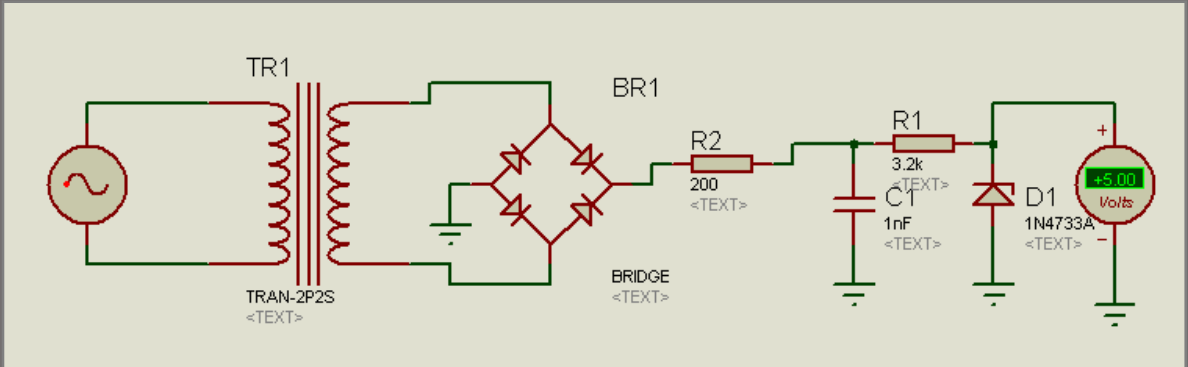 TR1
TRAN-2P2S
<TEXT>
BR1
BRIDGE
<TEXT>
R2
200
<TEXT>
R1
3.2k
<TEXT>
C1
1nF
<TEXT>
D1
1N4733A
<TEXT>
+
+5.00
Volts
-